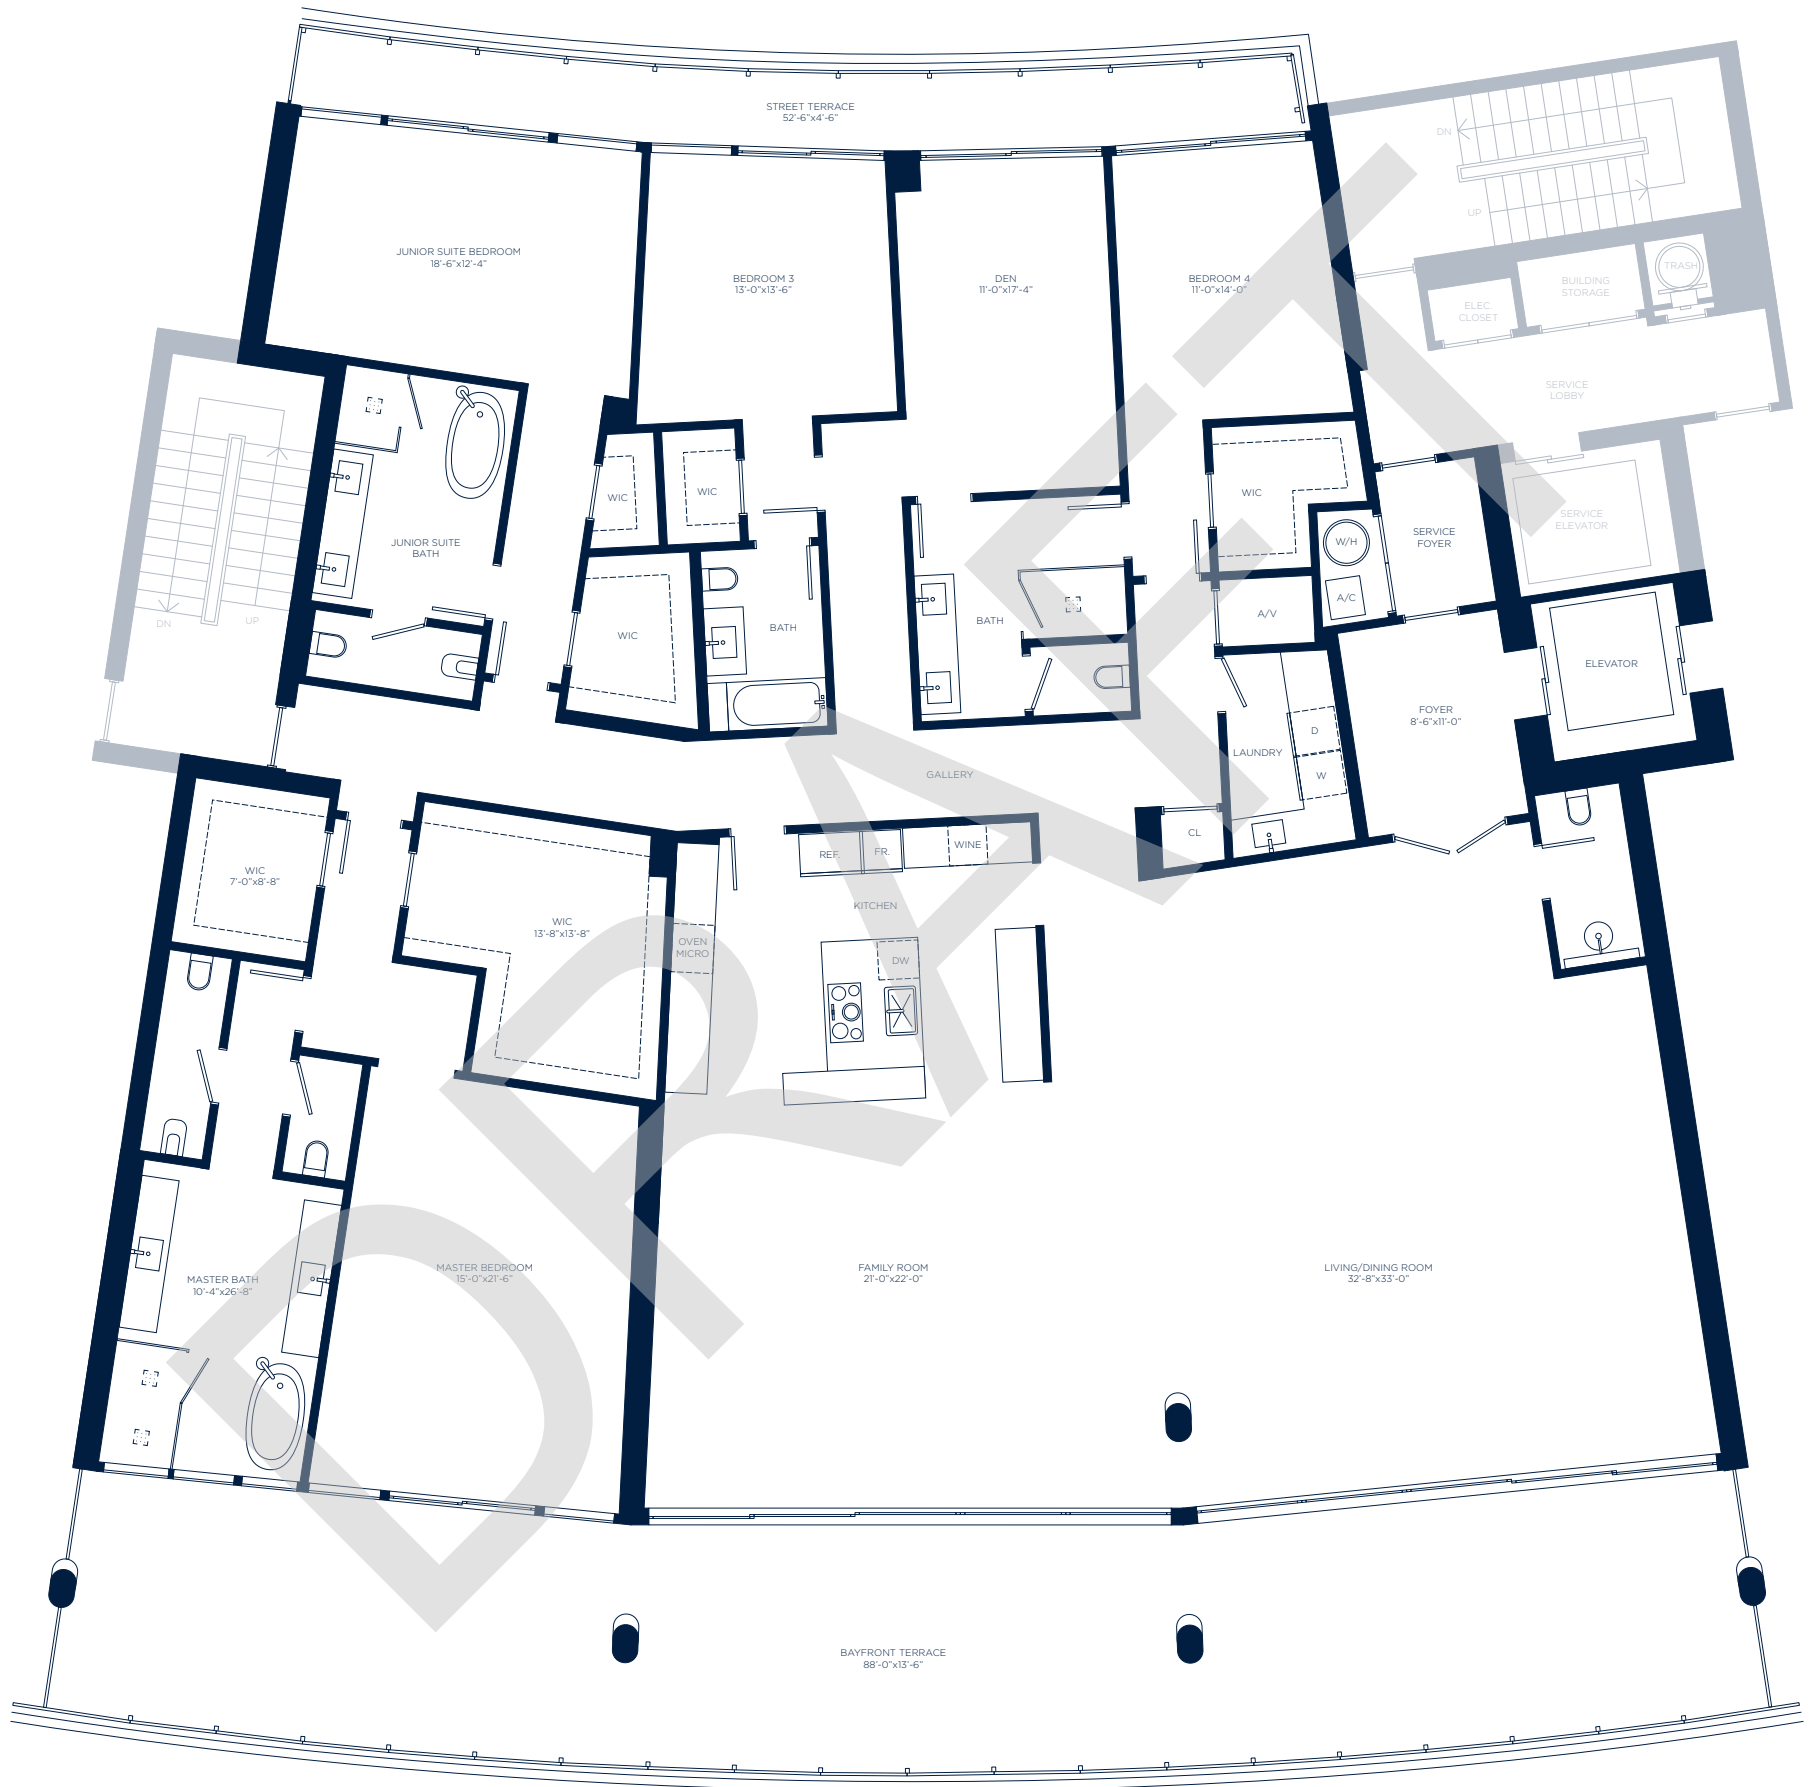 STREET TERRACE
52'-6"x4'-6"
DN
UP
JUNIOR SUITE BEDROOM
18'-6"x12'-4"
BEDROOM 3
13'-0"x13'-6"
DEN
11'-0"x17'-4"
BEDROOM 4
11'-0"x14'-0"
TRASH
BUILDING
STORAGE
ELEC.
CLOSET
SERVICE
LOBBY
WIC
WIC
WIC
SERVICE
ELEVATOR
JUNIOR SUITE
BATH
W/H
SERVICE
FOYER
A/C
DN
UP
WIC
BATH
BATH
A/V
ELEVATOR
FOYER
8'-6"x11'-0"
D
LAUNDRY
W
GALLERY
CL
REF.
FR.
WINE
WIC
7'-0"x8'-8"
KITCHEN
WIC
13'-8"x13'-8"
OVEN
MICRO
DW
MASTER BATH
10'-4"x26'-8"
MASTER BEDROOM
15'-0"x21'-6"
FAMILY ROOM
21'-0"x22'-0"
LIVING/DINING ROOM
32'-8"x33'-0"
BAYFRONT TERRACE
88'-0"x13'-6"
DRAFT